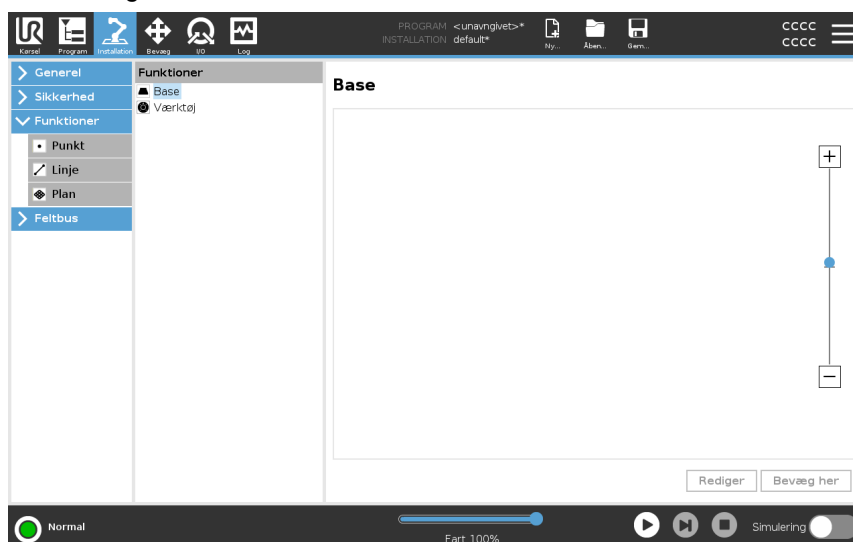 UR
PROGRAM <unavngivet>*
INSTALLATION default*
CCCC
CCCC
Kørsel Program Installation Bevæg I/O Log Ny... Åben... Gem...
Generel
Sikkerhed
Funktioner
Punkt
Linje
Plan
Feltbus
Funktioner
Base
Værktøj
Base
Rediger Bevæg her
Normal
Fart 100%
Simulering